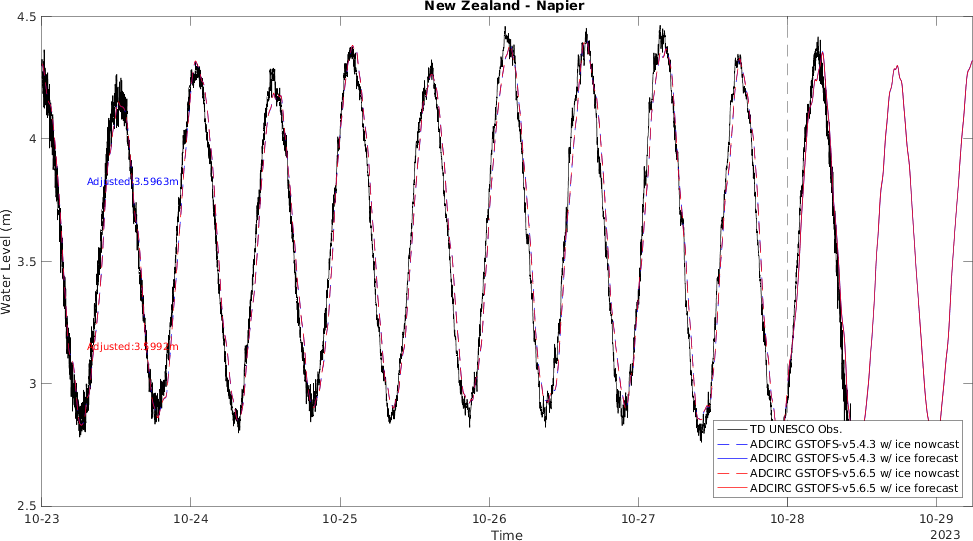 New Zealand - Napier
4.5
4
3.5
3
2.5
Water Level (m)
Adjusted:3.5963m
Adjusted:3.5992m
TD UNESCO Obs.
ADCIRC GSTOFS-v5.4.3 w/ ice nowcast
ADCIRC GSTOFS-v5.4.3 w/ ice forecast
ADCIRC GSTOFS-v5.6.5 w/ ice nowcast
ADCIRC GSTOFS-v5.6.5 w/ ice forecast
10-23 10-24 10-25 10-26 10-27 10-28 10-29
Time
2023